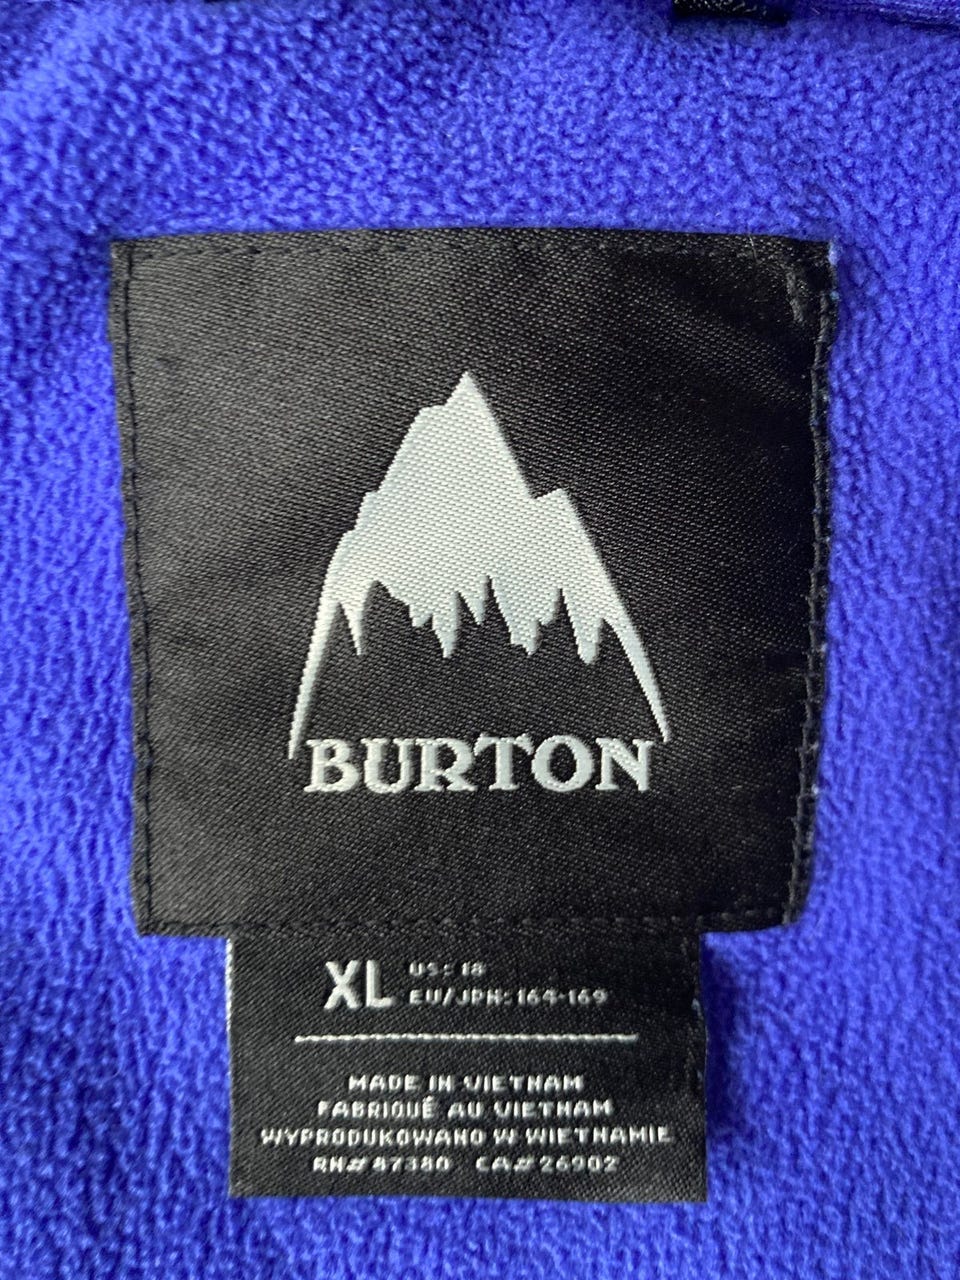 BURTON
XL US: 18
EU/JPN: 164-169
MADE IN VIETNAM
FABRIQUÉ AU VIETNAM
WYPRODUKOWANO W WIETNAMIE
RN# 87380 CA# 26902